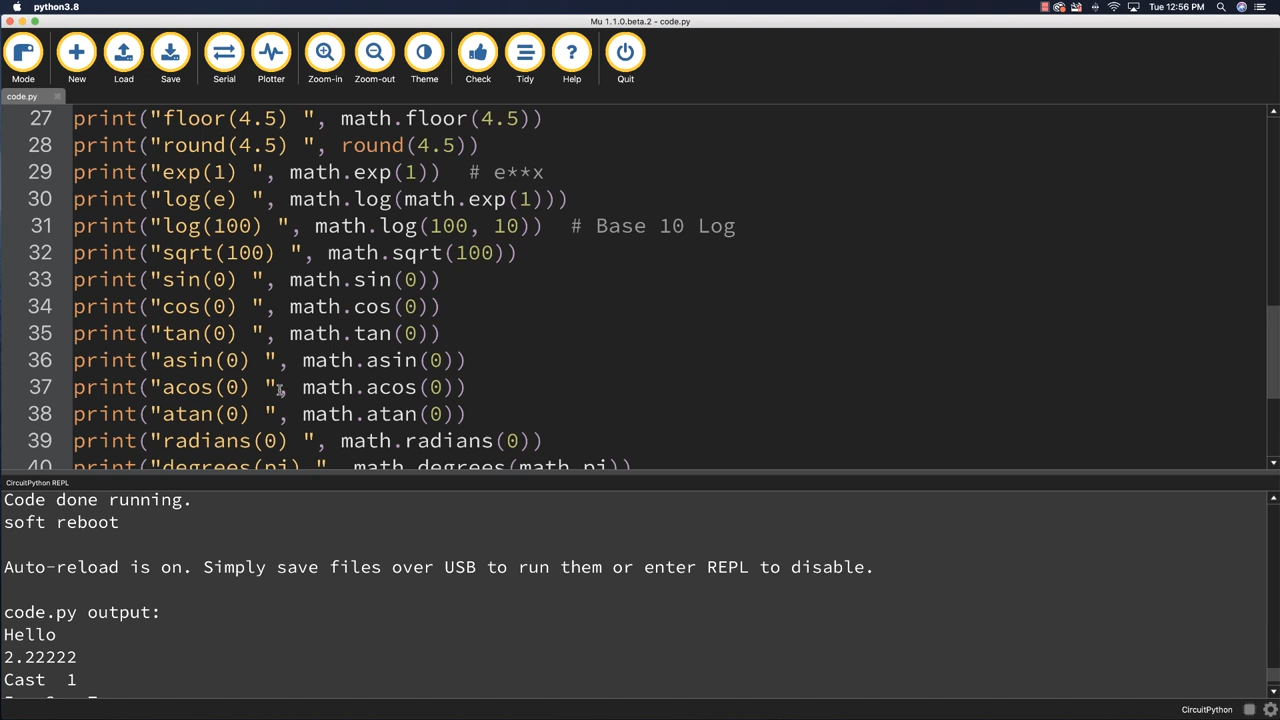 python3.8
Tue 12:56 PM
Mu 1.1.0.beta.2 - code.py
Mode New Load Save Serial Plotter Zoom-in Zoom-out Theme Check Tidy Help Quit
code.py
27 print("floor(4.5) ", math.floor(4.5))
28 print("round(4.5) ", round(4.5))
29 print("exp(1) ", math.exp(1))  # e**x
30 print("log(e) ", math.log(math.exp(1)))
31 print("log(100) ", math.log(100, 10))  # Base 10 Log
32 print("sqrt(100) ", math.sqrt(100))
33 print("sin(0) ", math.sin(0))
34 print("cos(0) ", math.cos(0))
35 print("tan(0) ", math.tan(0))
36 print("asin(0) ", math.asin(0))
37 print("acos(0) ", math.acos(0))
38 print("atan(0) ", math.atan(0))
39 print("radians(0) ", math.radians(0))
40 print("degrees(pi) ", math.degrees(math.pi))
CircuitPython REPL
Code done running.
soft reboot
Auto-reload is on. Simply save files over USB to run them or enter REPL to disable.
code.py output:
Hello
2.22222
Cast  1
CircuitPython